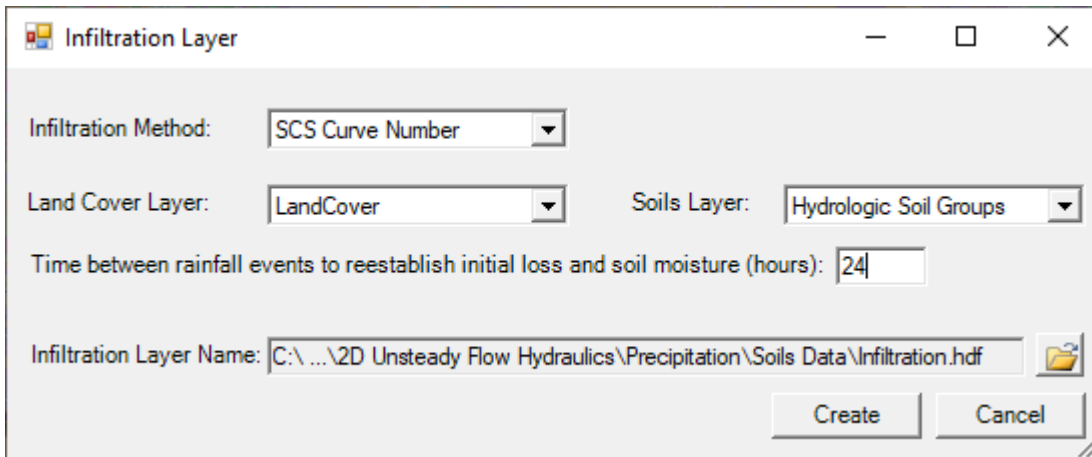 Infiltration Layer
Infiltration Method: SCS Curve Number
Land Cover Layer: LandCover Soils Layer: Hydrologic Soil Groups
Time between rainfall events to reestablish initial loss and soil moisture (hours): 24
Infiltration Layer Name: C:\ ...\2D Unsteady Flow Hydraulics\Precipitation\Soils Data\Infiltration.hdf
Create Cancel